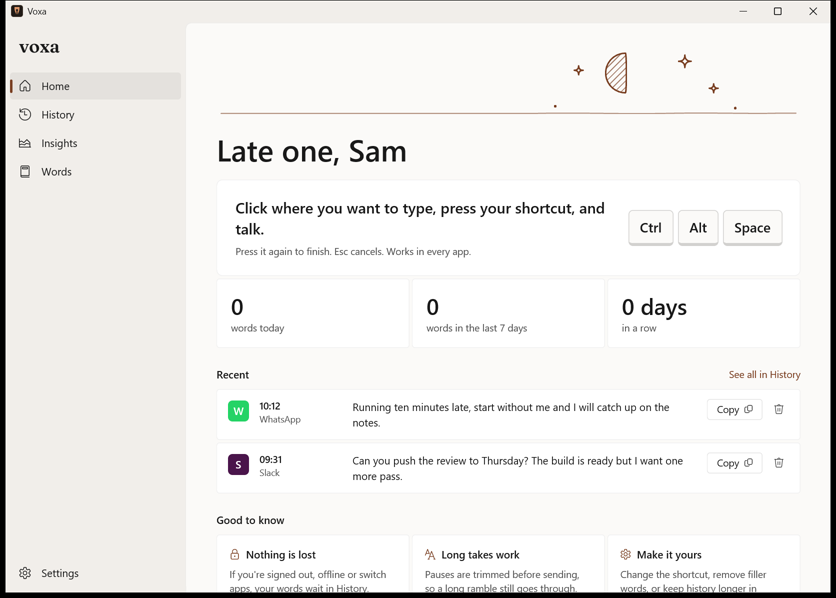 Voxa
voxa
Home
History
Insights
Words
Settings
Late one, Sam
Click where you want to type, press your shortcut, and
talk.
Press it again to finish. Esc cancels. Works in every app.
Ctrl
Alt
Space
0
words today
0
words in the last 7 days
0 days
in a row
Recent
See all in History
W
10:12
WhatsApp
Running ten minutes late, start without me and I will catch up on the
notes.
Copy
S
09:31
Slack
Can you push the review to Thursday? The build is ready but I want one
more pass.
Copy
Good to know
Nothing is lost
If you're signed out, offline or switch
apps, your words wait in History.
Long takes work
Pauses are trimmed before sending,
so a long ramble still goes through.
Make it yours
Change the shortcut, remove filler
words, or keep history longer in